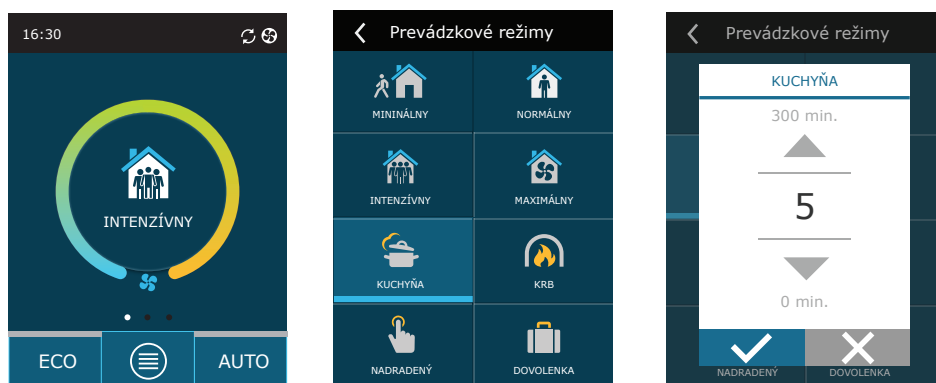 16:30
INTENZÍVNY
ECO
AUTO
Prevádzkové režimy
MININÁLNY
NORMÁLNY
INTENZÍVNY
MAXIMÁLNY
KUCHYŇA
KRB
NADRADENÝ
DOVOLENKA
Prevádzkové režimy
KUCHYŇA
300 min.
5
0 min.
NADRADENÝ
DOVOLENKA